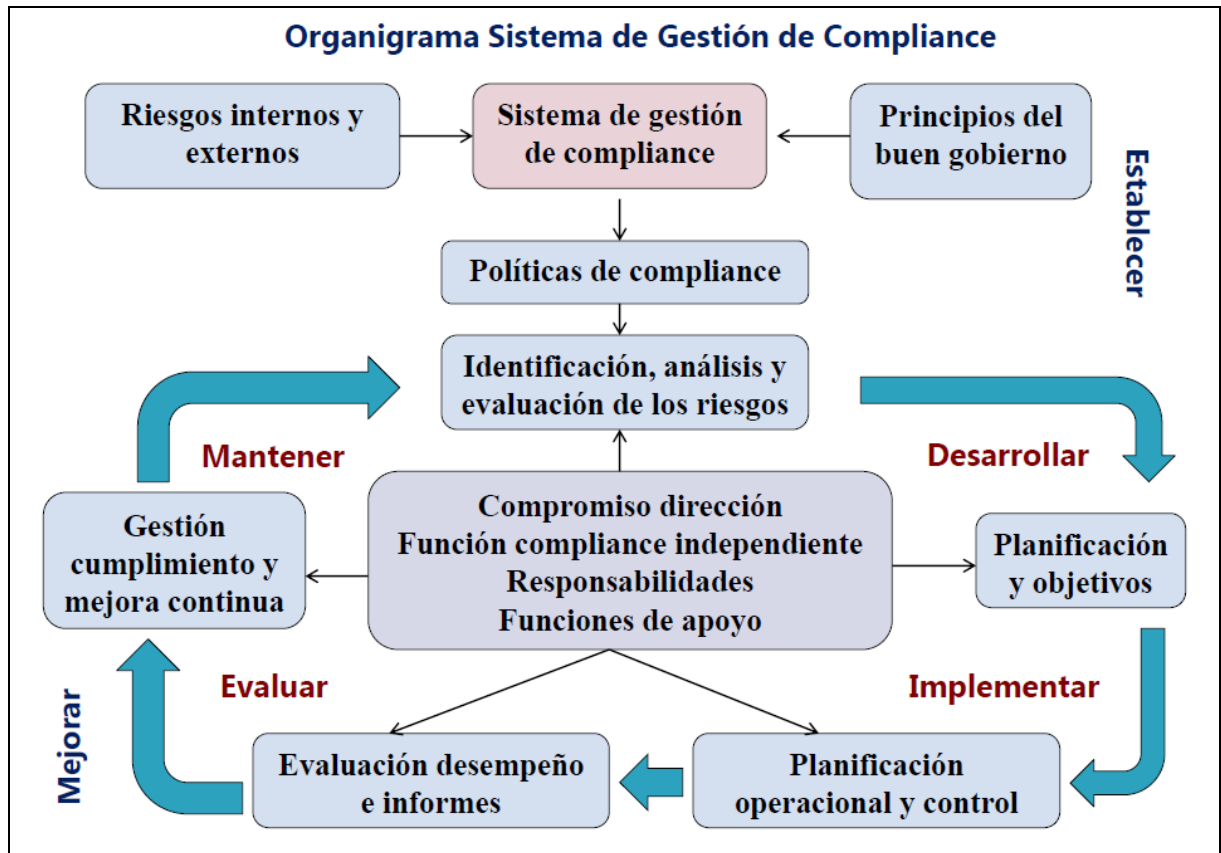 Organigrama Sistema de Gestión de Compliance
Riesgos internos y
externos
Sistema de gestión
de compliance
Principios del
buen gobierno
Establecer
Políticas de compliance
Identificación, análisis y
evaluación de los riesgos
Mantener
Desarrollar
Gestión
cumplimiento y
mejora continua
Compromiso dirección
Función compliance independiente
Responsabilidades
Funciones de apoyo
Planificación
y objetivos
Mejorar
Evaluar
Implementar
Evaluación desempeño
e informes
Planificación
operacional y control